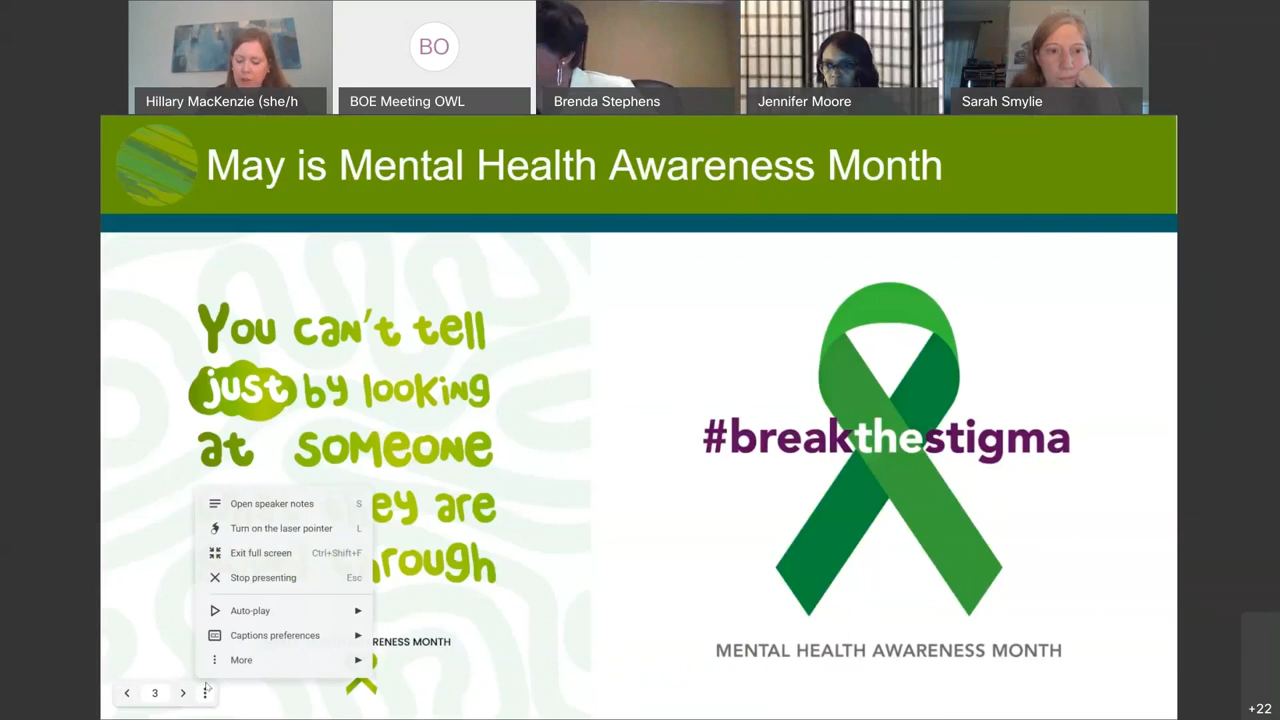 Hillary MacKenzie (she/h
BO
BOE Meeting OWL
Brenda Stephens
Jennifer Moore
Sarah Smylie
May is Mental Health Awareness Month
You can't tell
just by looking
at someone
ey are
rough
RENESS MONTH
Open speaker notes S
Turn on the laser pointer L
Exit full screen Ctrl+Shift+F
Stop presenting Esc
Auto-play
CC Captions preferences
More
3
#breakthestigma
MENTAL HEALTH AWARENESS MONTH
+22